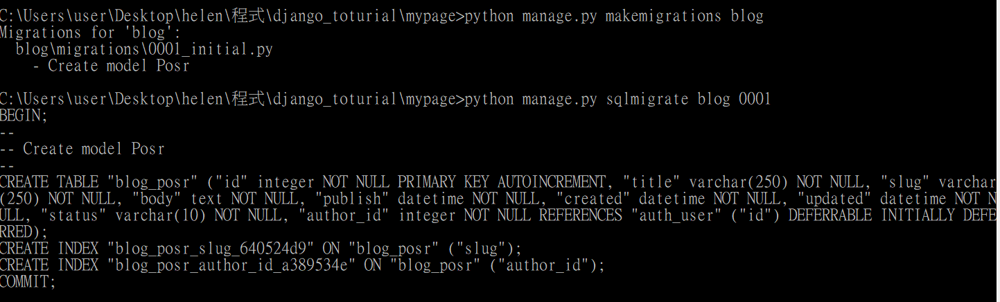 C:\Users\user\Desktop\helen\程式\django_toturial\mypage>python manage.py makemigrations blog
Migrations for 'blog':
  blog\migrations\0001_initial.py
    - Create model Posr
C:\Users\user\Desktop\helen\程式\django_toturial\mypage>python manage.py sqlmigrate blog 0001
BEGIN;
--
-- Create model Posr
--
CREATE TABLE "blog_posr" ("id" integer NOT NULL PRIMARY KEY AUTOINCREMENT, "title" varchar(250) NOT NULL, "slug" varchar
(250) NOT NULL, "body" text NOT NULL, "publish" datetime NOT NULL, "created" datetime NOT NULL, "updated" datetime NOT N
ULL, "status" varchar(10) NOT NULL, "author_id" integer NOT NULL REFERENCES "auth_user" ("id") DEFERRABLE INITIALLY DEFE
RRED);
CREATE INDEX "blog_posr_slug_640524d9" ON "blog_posr" ("slug");
CREATE INDEX "blog_posr_author_id_a389534e" ON "blog_posr" ("author_id");
COMMIT;